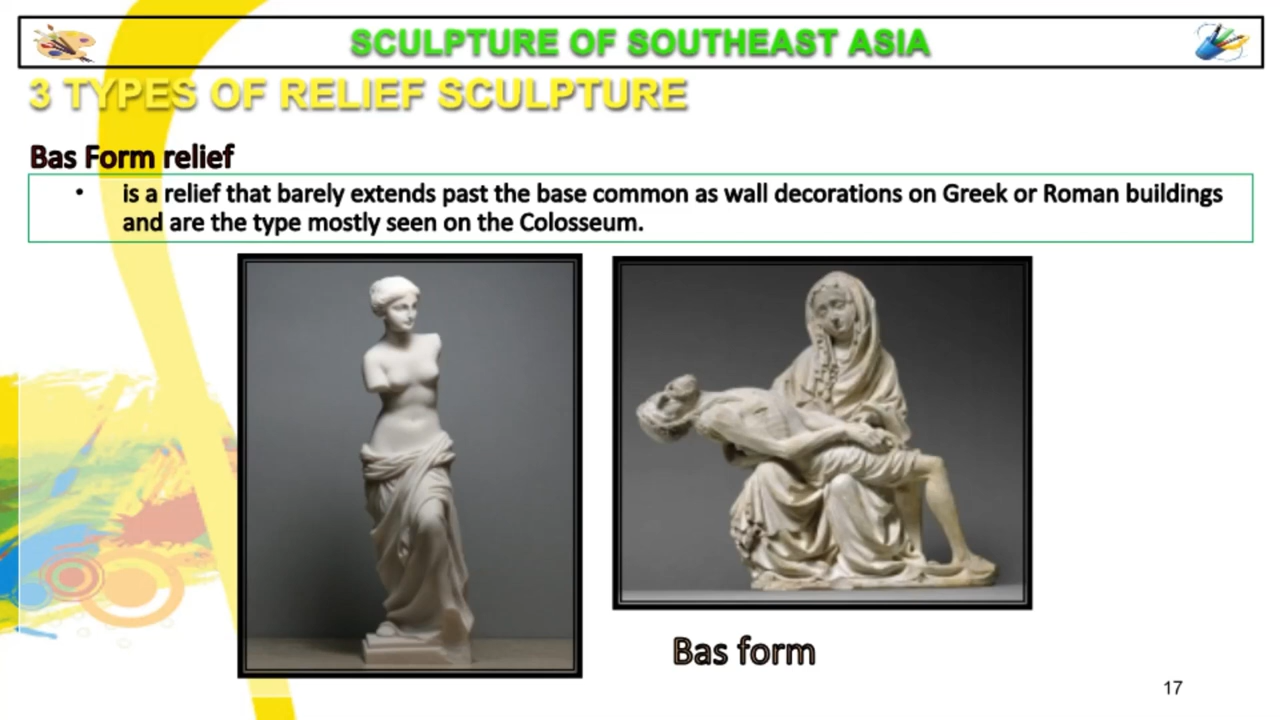 SCULPTURE OF SOUTHEAST ASIA
3 TYPES OF RELIEF SCULPTURE
Bas Form relief
• is a relief that barely extends past the base common as wall decorations on Greek or Roman buildings
and are the type mostly seen on the Colosseum.
Bas form
17